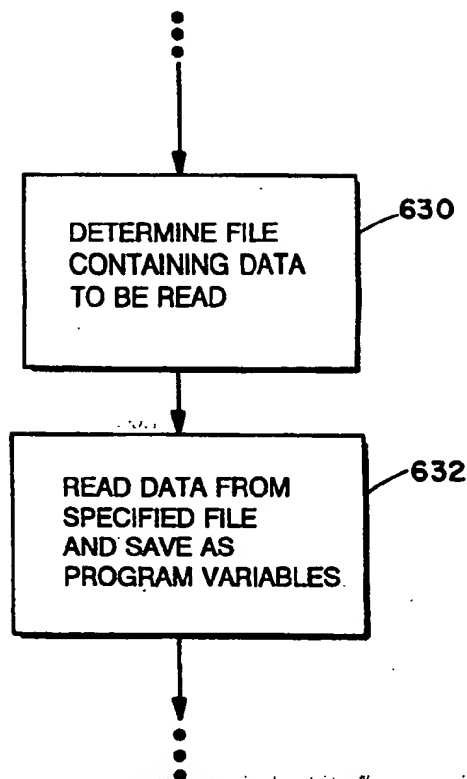 DETERMINE FILE
CONTAINING DATA
TO BE READ
630
READ DATA FROM
SPECIFIED FILE
AND SAVE AS
PROGRAM VARIABLES
632